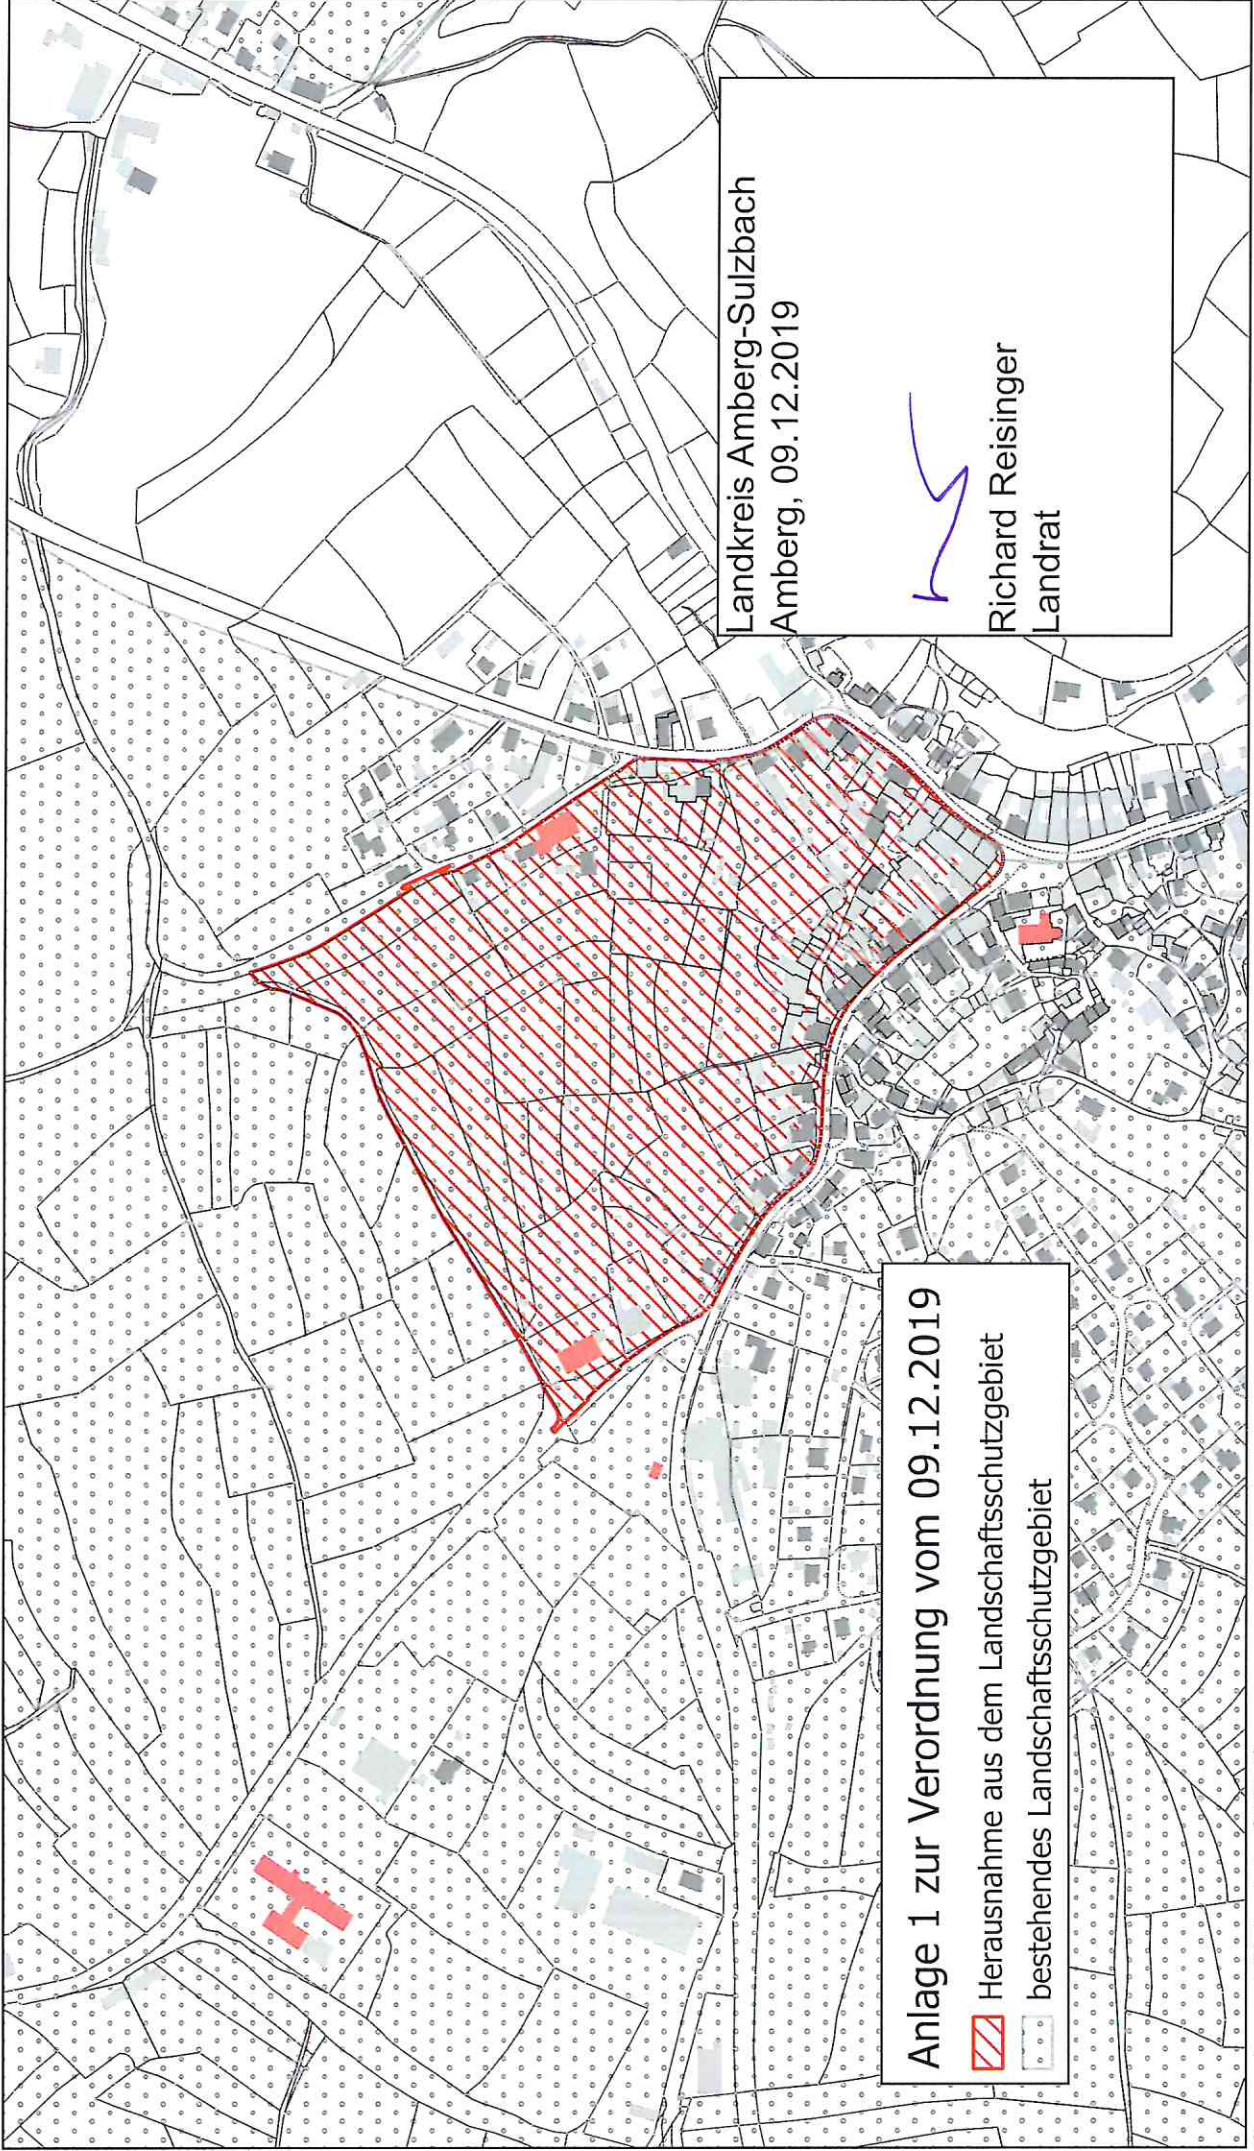 Anlage 1 zur Verordnung vom 09.12.2019
Herausnahme aus dem Landschaftsschutzgebiet
bestehendes Landschaftsschutzgebiet
Landkreis Amberg-Sulzbach
Amberg, 09.12.2019
Richard Reisinger
Landrat